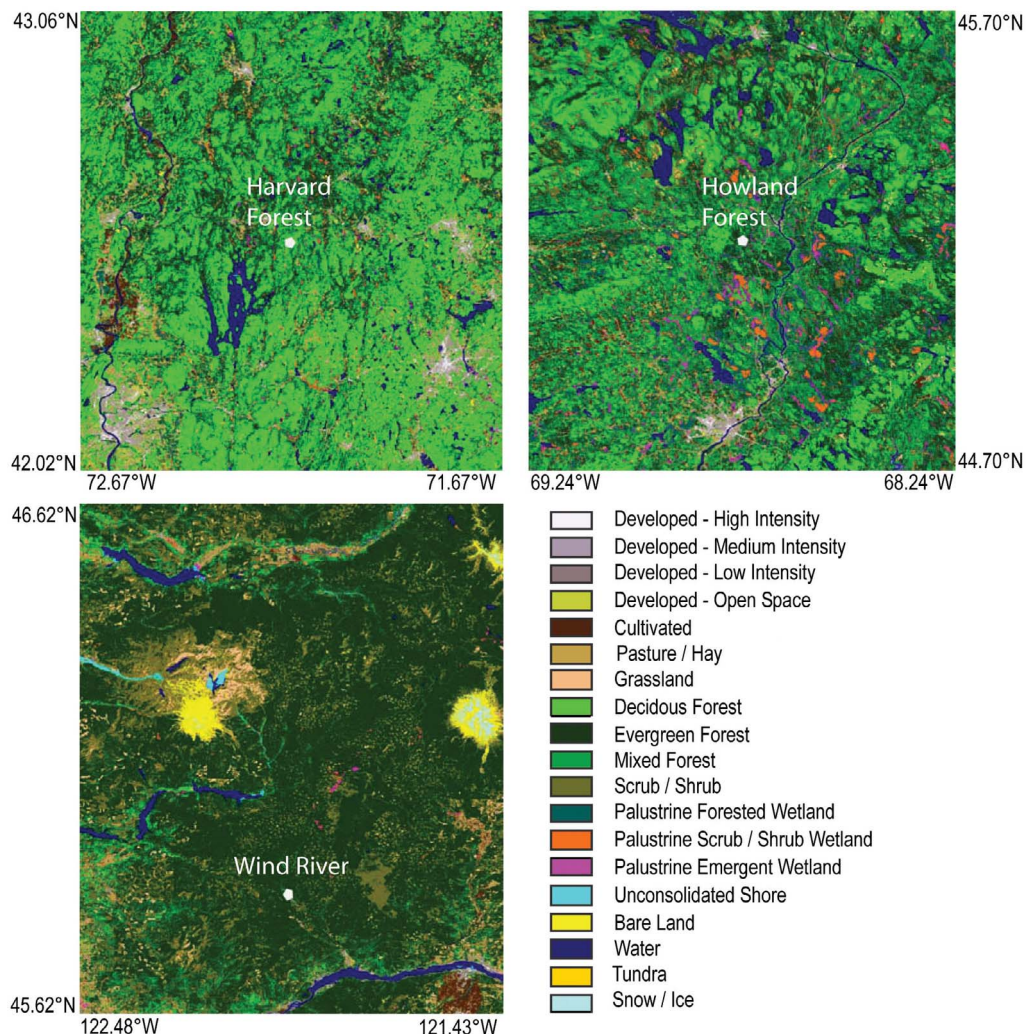 43.06°N
45.70°N
Harvard
Forest
Howland
Forest
42.02°N
44.70°N
72.67°W
71.67°W
69.24°W
68.24°W
46.62°N
Developed - High Intensity
Developed - Medium Intensity
Developed - Low Intensity
Developed - Open Space
Cultivated
Pasture / Hay
Grassland
Decidous Forest
Evergreen Forest
Mixed Forest
Scrub / Shrub
Palustrine Forested Wetland
Palustrine Scrub / Shrub Wetland
Palustrine Emergent Wetland
Unconsolidated Shore
Bare Land
Water
Tundra
Snow / Ice
Wind River
45.62°N
122.48°W
121.43°W